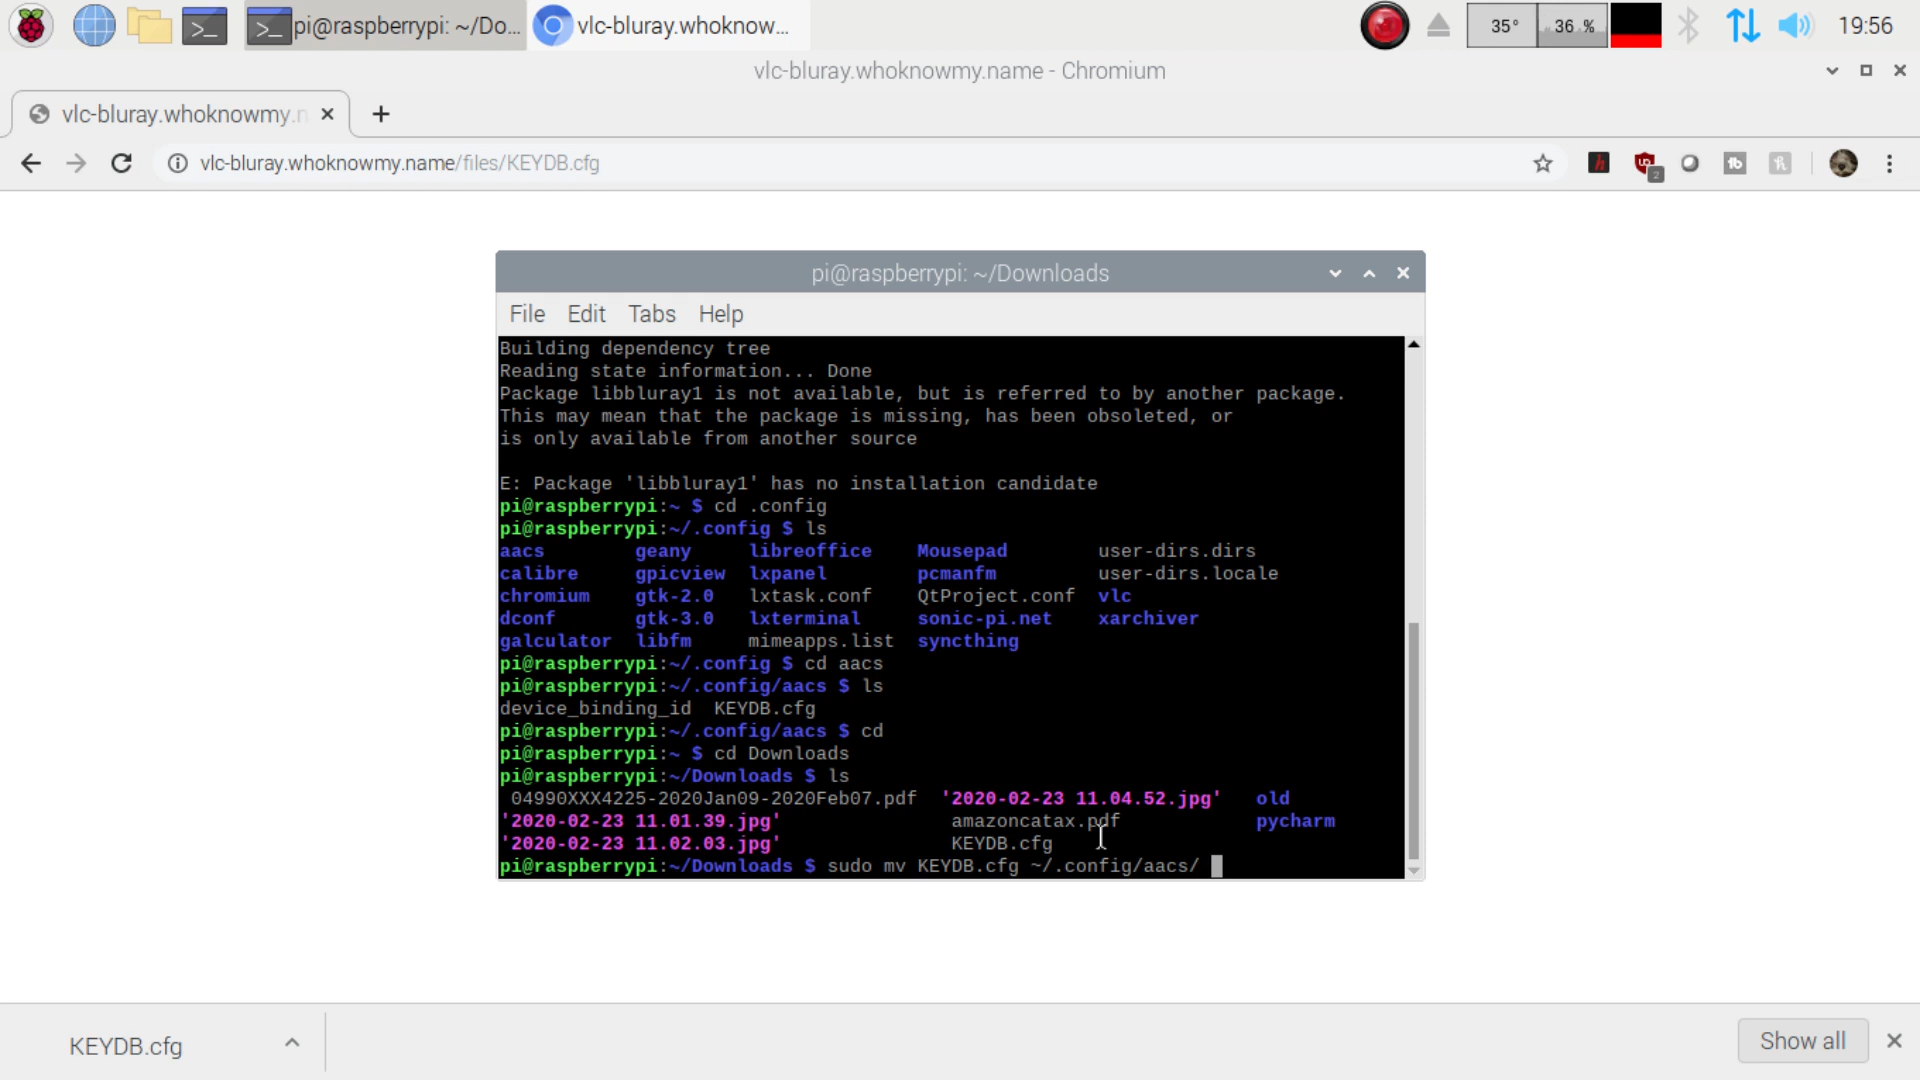 pi@raspberrypi: ~/Do... vlc-bluray.whoknow... 35° 36 % 19:56
vlc-bluray.whoknowmy.name - Chromium
vlc-bluray.whoknowmy.n
vlc-bluray.whoknowmy.name/files/KEYDB.cfg
2
pi@raspberrypi: ~/Downloads
File Edit Tabs Help
Building dependency tree
Reading state information... Done
Package libbluray1 is not available, but is referred to by another package.
This may mean that the package is missing, has been obsoleted, or
is only available from another source
E: Package 'libbluray1' has no installation candidate
pi@raspberrypi:~ $ cd .config
pi@raspberrypi:~/.config $ ls
aacs geany libreoffice Mousepad user-dirs.dirs
calibre gpicview lxpanel pcmanfm user-dirs.locale
chromium gtk-2.0 lxtask.conf QtProject.conf vlc
dconf gtk-3.0 lxterminal sonic-pi.net xarchiver
galculator libfm mimeapps.list syncthing
pi@raspberrypi:~/.config $ cd aacs
pi@raspberrypi:~/.config/aacs $ ls
device_binding_id KEYDB.cfg
pi@raspberrypi:~/.config/aacs $ cd
pi@raspberrypi:~ $ cd Downloads
pi@raspberrypi:~/Downloads $ ls
04990XXX4225-2020Jan09-2020Feb07.pdf '2020-02-23 11.04.52.jpg' old
'2020-02-23 11.01.39.jpg' amazoncatax.pdf pycharm
'2020-02-23 11.02.03.jpg' KEYDB.cfg
pi@raspberrypi:~/Downloads $ sudo mv KEYDB.cfg ~/.config/aacs/
KEYDB.cfg Show all